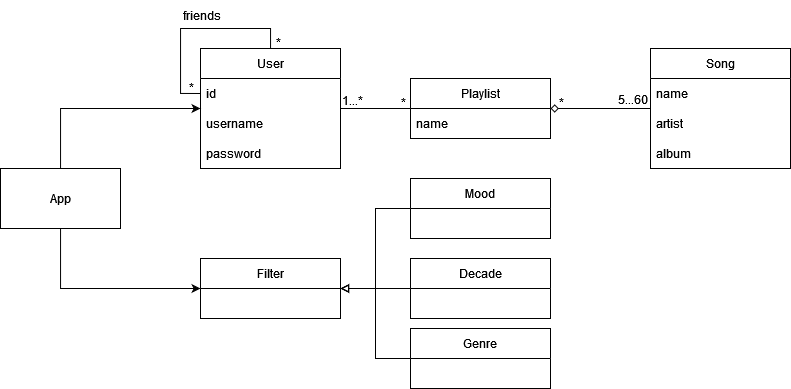 friends
*
*
User
id
username
password
1...*
*
Playlist
name
*
5...60
Song
name
artist
album
App
Filter
Mood
Decade
Genre